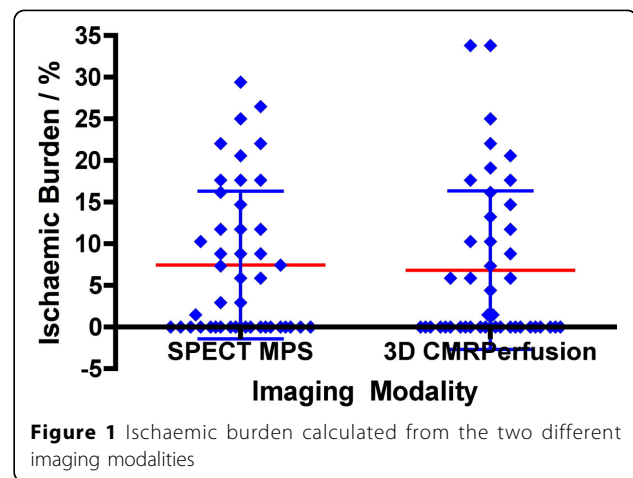 35
30
25
20
15
10
5
0
-5
Ischaemic Burden / %
SPECT MPS 3D CMRPerfusion
Imaging Modality
Figure 1 Ischaemic burden calculated from the two different
imaging modalities